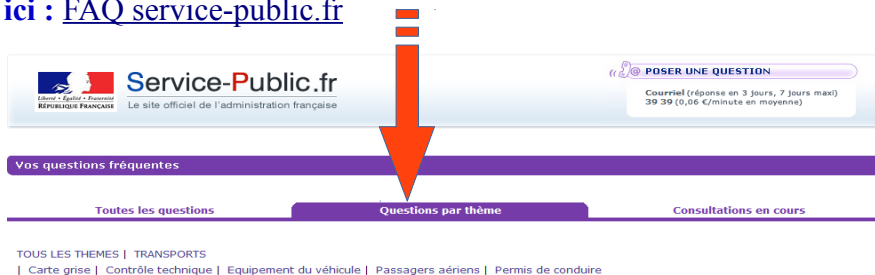 ici : FAQ service-public.fr
Liberté • Égalité • Fraternité
RÉPUBLIQUE FRANÇAISE
Service-Public.fr
Le site officiel de l'administration française
POSER UNE QUESTION
Courriel (réponse en 3 jours, 7 jours maxi)
39 39 (0,06 €/minute en moyenne)
Vos questions fréquentes
Toutes les questions
Questions par thème
Consultations en cours
TOUS LES THEMES | TRANSPORTS
| Carte grise | Contrôle technique | Equipement du véhicule | Passagers aériens | Permis de conduire